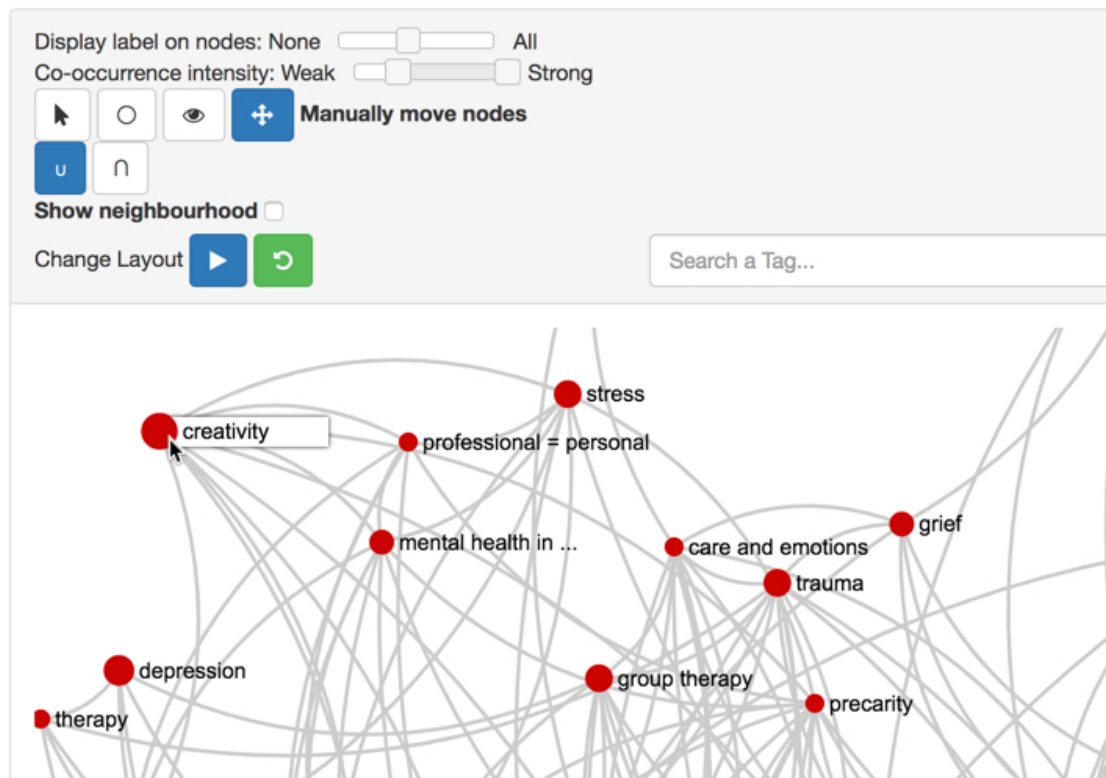 Display label on nodes: None All
Co-occurrence intensity: Weak Strong
Manually move nodes
∪ ∩
Show neighbourhood
Change Layout
Search a Tag...
stress
creativity
professional = personal
grief
mental health in ...
care and emotions
trauma
depression
group therapy
precarity
therapy